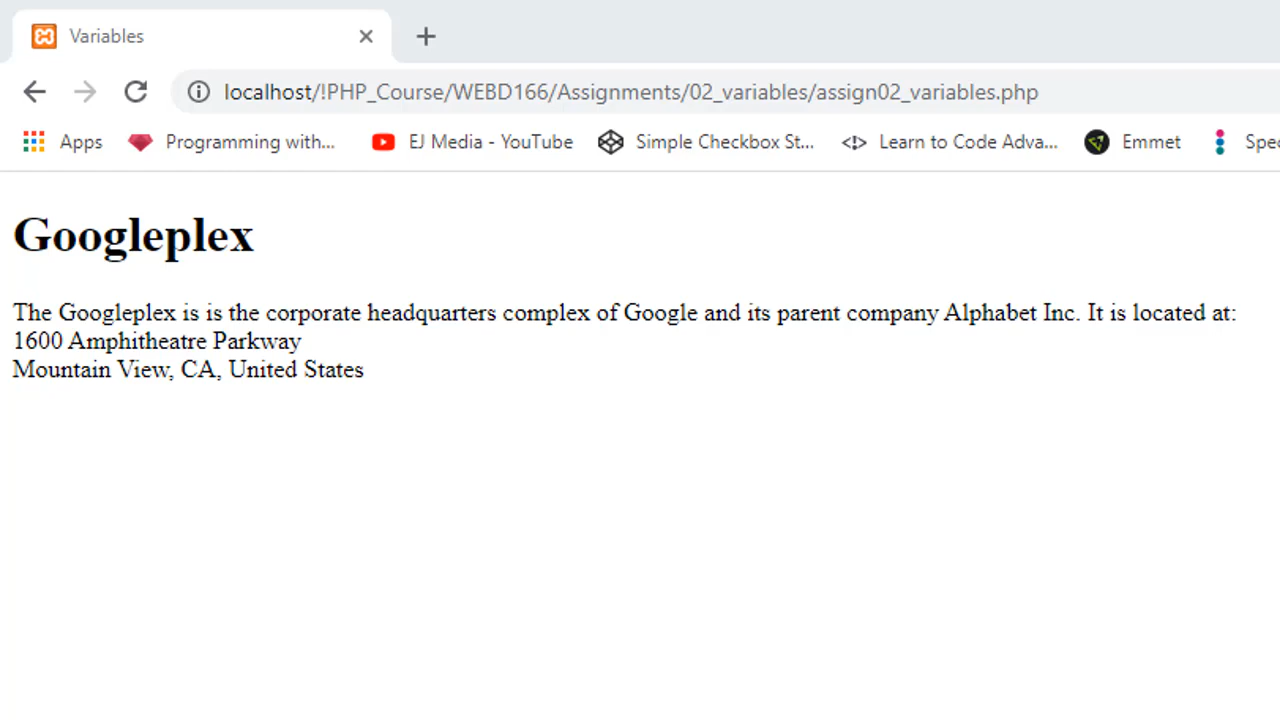 Variables
localhost/!PHP_Course/WEBD166/Assignments/02_variables/assign02_variables.php
Apps Programming with... EJ Media - YouTube Simple Checkbox St... Learn to Code Adva... Emmet Spec
Googleplex
The Googleplex is is the corporate headquarters complex of Google and its parent company Alphabet Inc. It is located at:
1600 Amphitheatre Parkway
Mountain View, CA, United States